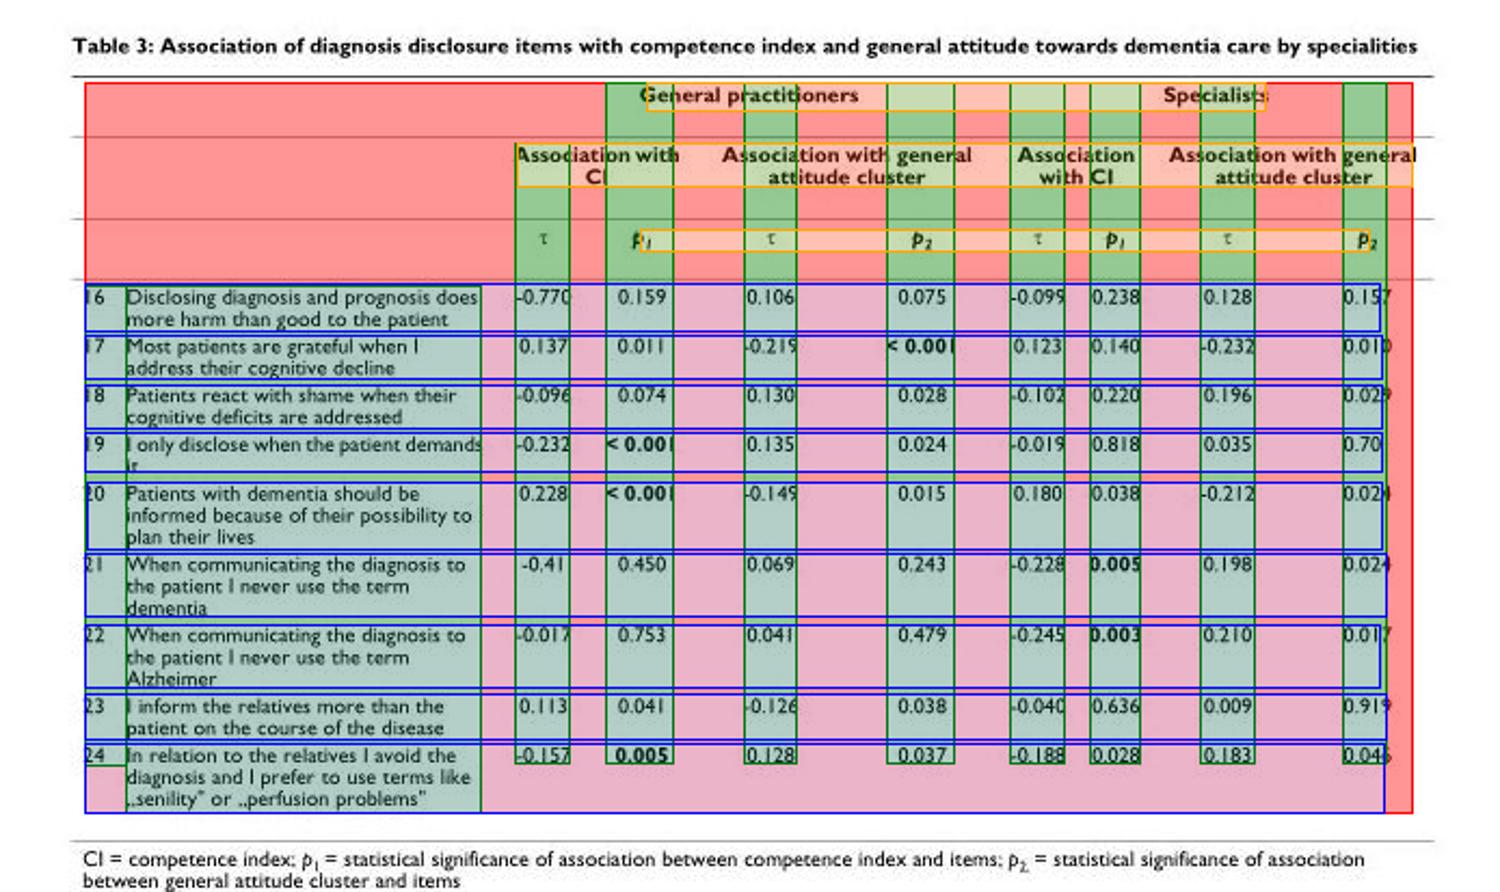 Table 3: Association of diagnosis disclosure items with competence index and general attitude towards dementia care by specialities
General practitioners Specialists
Association with CI Association with general attitude cluster Association with CI Association with general attitude cluster
τ p1 τ p2 τ p1 τ p2
16 Disclosing diagnosis and prognosis does -0.770 0.159 0.106 0.075 -0.099 0.238 0.128 0.157
more harm than good to the patient
17 Most patients are grateful when I 0.137 0.011 -0.219 < 0.001 0.123 0.140 -0.232 0.010
address their cognitive decline
18 Patients react with shame when their -0.096 0.074 0.130 0.028 -0.102 0.220 0.196 0.029
cognitive deficits are addressed
19 I only disclose when the patient demands -0.232 < 0.001 0.135 0.024 -0.019 0.818 0.035 0.70
it
20 Patients with dementia should be 0.228 < 0.001 -0.149 0.015 0.180 0.038 -0.212 0.024
informed because of their possibility to
plan their lives
21 When communicating the diagnosis to -0.41 0.450 0.069 0.243 -0.228 0.005 0.198 0.024
the patient I never use the term
dementia
22 When communicating the diagnosis to -0.017 0.753 0.041 0.479 -0.245 0.003 0.210 0.017
the patient I never use the term
Alzheimer
23 I inform the relatives more than the 0.113 0.041 -0.126 0.038 -0.040 0.636 0.009 0.919
patient on the course of the disease
24 In relation to the relatives I avoid the -0.157 0.005 0.128 0.037 -0.188 0.028 0.183 0.046
diagnosis and I prefer to use terms like
„senility" or „perfusion problems"
CI = competence index; p1 = statistical significance of association between competence index and items; p2 = statistical significance of association
between general attitude cluster and items